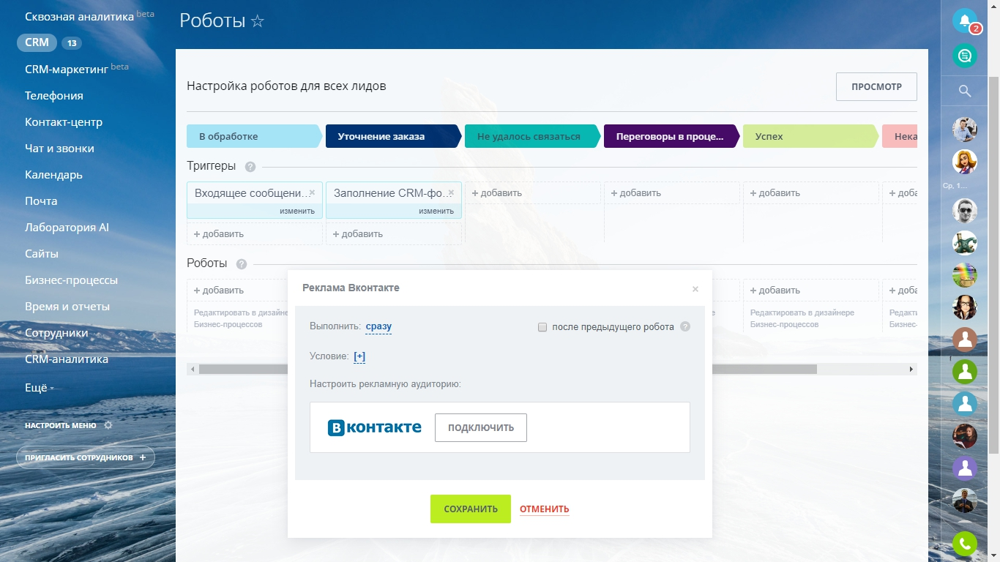 Сквозная аналитика beta
CRM 13
CRM-маркетинг beta
Телефония
Контакт-центр
Чат и звонки
Календарь
Почта
Лаборатория AI
Сайты
Бизнес-процессы
Время и отчеты
Сотрудники
CRM-аналитика
Ещё
НАСТРОИТЬ МЕНЮ
ПРИГЛАСИТЬ СОТРУДНИКОВ +
Роботы ☆
Настройка роботов для всех лидов
ПРОСМОТР
В обработке Уточнение заказа Не удалось связаться Переговоры в проце... Успех Нека
Триггеры ?
Входящее сообщени... × Заполнение CRM-фо... × + добавить + добавить + добавить + доба
изменить изменить
+ добавить + добавить
Роботы ?
+ добавить + добавить + доба
Редактировать в дизайне Редактировать в дизайнере Редакти
Бизнес-процессов Бизнес-процессов Бизнес-
Реклама Вконтакте ×
Выполнить: сразу после предыдущего робота ?
Условие: [+]
Настроить рекламную аудиторию:
В контакте ПОДКЛЮЧИТЬ
СОХРАНИТЬ ОТМЕНИТЬ
2
Ср, 1...